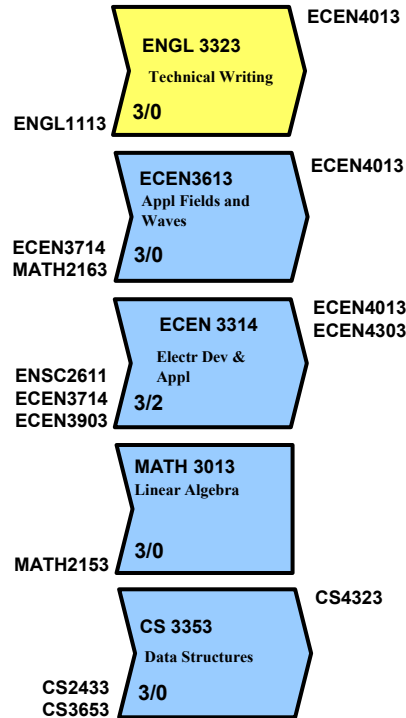 ECEN4013
ENGL 3323
Technical Writing
3/0
ENGL1113
ECEN4013
ECEN3613
Appl Fields and
Waves
ECEN3714
MATH2163
3/0
ECEN4013
ECEN4303
ECEN 3314
Electr Dev &
Appl
ENSC2611
ECEN3714
ECEN3903
3/2
MATH 3013
Linear Algebra
3/0
MATH2153
CS4323
CS 3353
Data Structures
CS2433
CS3653
3/0